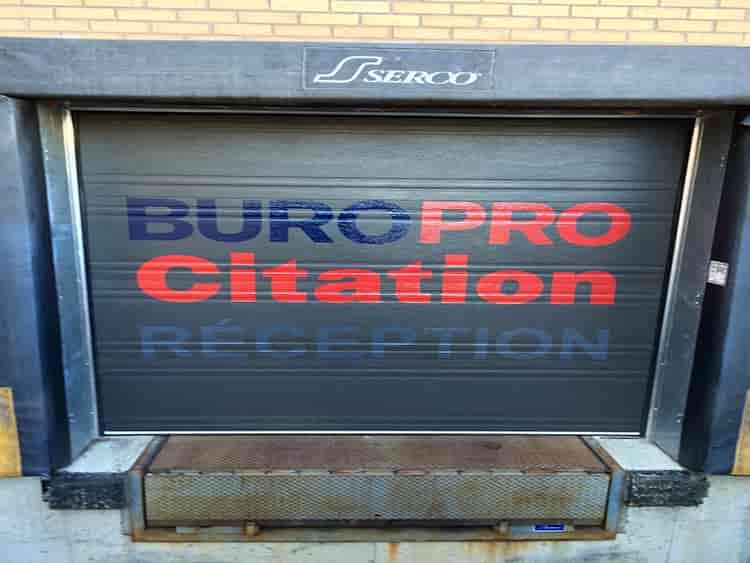 SERCO
BUROPRO
Citation
RÉCEPTION